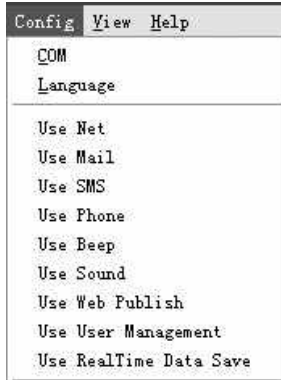 Config View Help
COM
Language
Use Net
Use Mail
Use SMS
Use Phone
Use Beep
Use Sound
Use Web Publish
Use User Management
Use RealTime Data Save